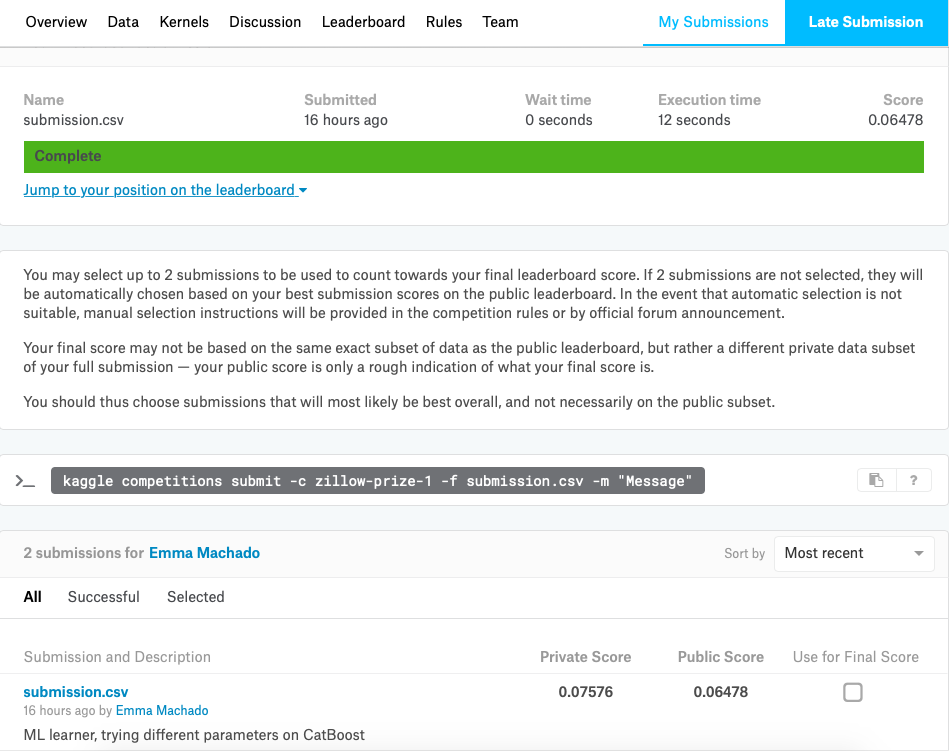 Overview Data Kernels Discussion Leaderboard Rules Team My Submissions Late Submission
Name Submitted Wait time Execution time Score
submission.csv 16 hours ago 0 seconds 12 seconds 0.06478
Complete
Jump to your position on the leaderboard
You may select up to 2 submissions to be used to count towards your final leaderboard score. If 2 submissions are not selected, they will
be automatically chosen based on your best submission scores on the public leaderboard. In the event that automatic selection is not
suitable, manual selection instructions will be provided in the competition rules or by official forum announcement.
Your final score may not be based on the same exact subset of data as the public leaderboard, but rather a different private data subset
of your full submission — your public score is only a rough indication of what your final score is.
You should thus choose submissions that will most likely be best overall, and not necessarily on the public subset.
>_ kaggle competitions submit -c zillow-prize-1 -f submission.csv -m "Message" ?
2 submissions for Emma Machado Sort by Most recent
All Successful Selected
Submission and Description Private Score Public Score Use for Final Score
submission.csv 0.07576 0.06478
16 hours ago by Emma Machado
ML learner, trying different parameters on CatBoost